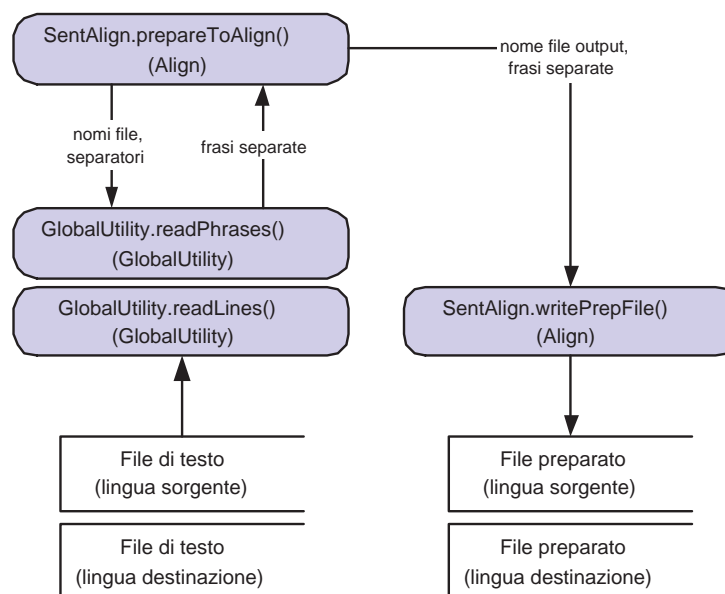 SentAlign.prepareToAlign()
(Align)
nome file output,
frasi separate
nomi file,
separatori
frasi separate
GlobalUtility.readPhrases()
(GlobalUtility)
GlobalUtility.readLines()
(GlobalUtility)
SentAlign.writePrepFile()
(Align)
File di testo
(lingua sorgente)
File preparato
(lingua sorgente)
File di testo
(lingua destinazione)
File preparato
(lingua destinazione)